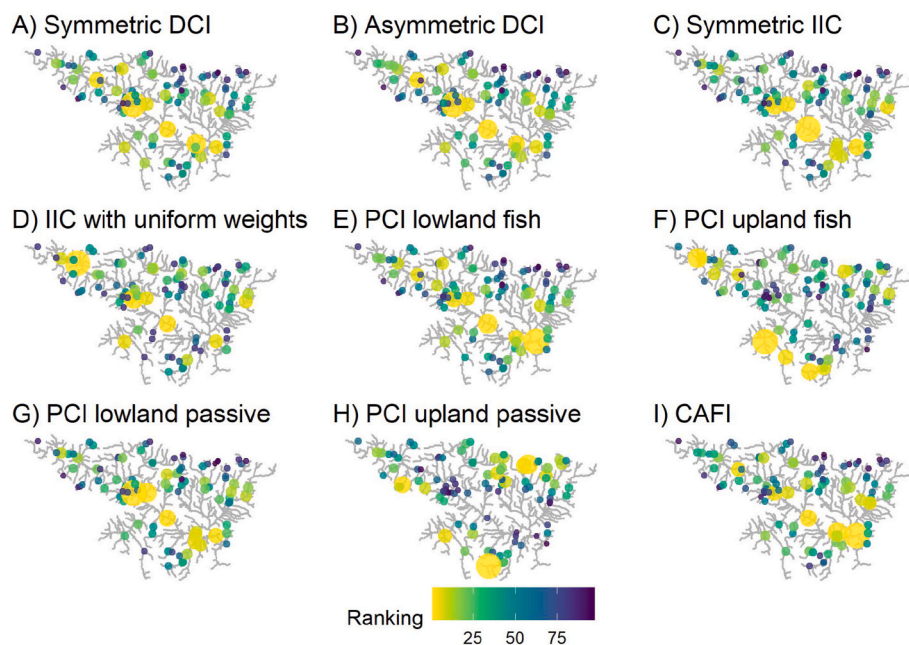 A) Symmetric DCI
B) Asymmetric DCI
C) Symmetric IIC
D) IIC with uniform weights
E) PCI lowland fish
F) PCI upland fish
G) PCI lowland passive
H) PCI upland passive
I) CAFI
Ranking
25 50 75